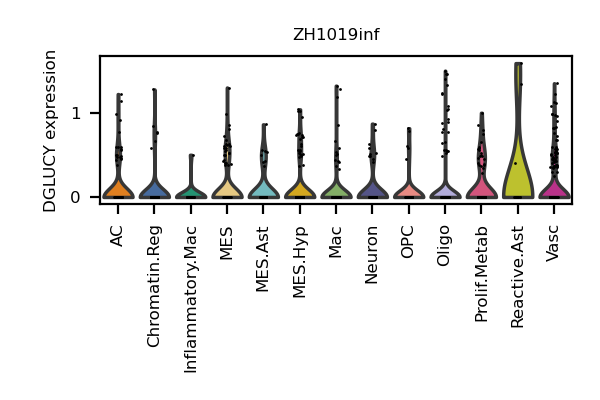 ZH1019inf
DGLUCY expression
1
0
AC
Chromatin.Reg
Inflammatory.Mac
MES
MES.Ast
MES.Hyp
Mac
Neuron
OPC
Oligo
Prolif.Metab
Reactive.Ast
Vasc